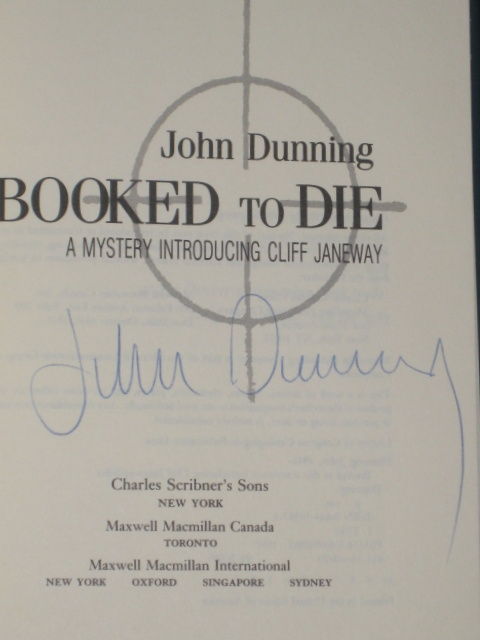 John Dunning
BOOKED TO DIE
A MYSTERY INTRODUCING CLIFF JANEWAY
John Dunning
Charles Scribner's Sons
NEW YORK
Maxwell Macmillan Canada
TORONTO
Maxwell Macmillan International
NEW YORK OXFORD SINGAPORE SYDNEY